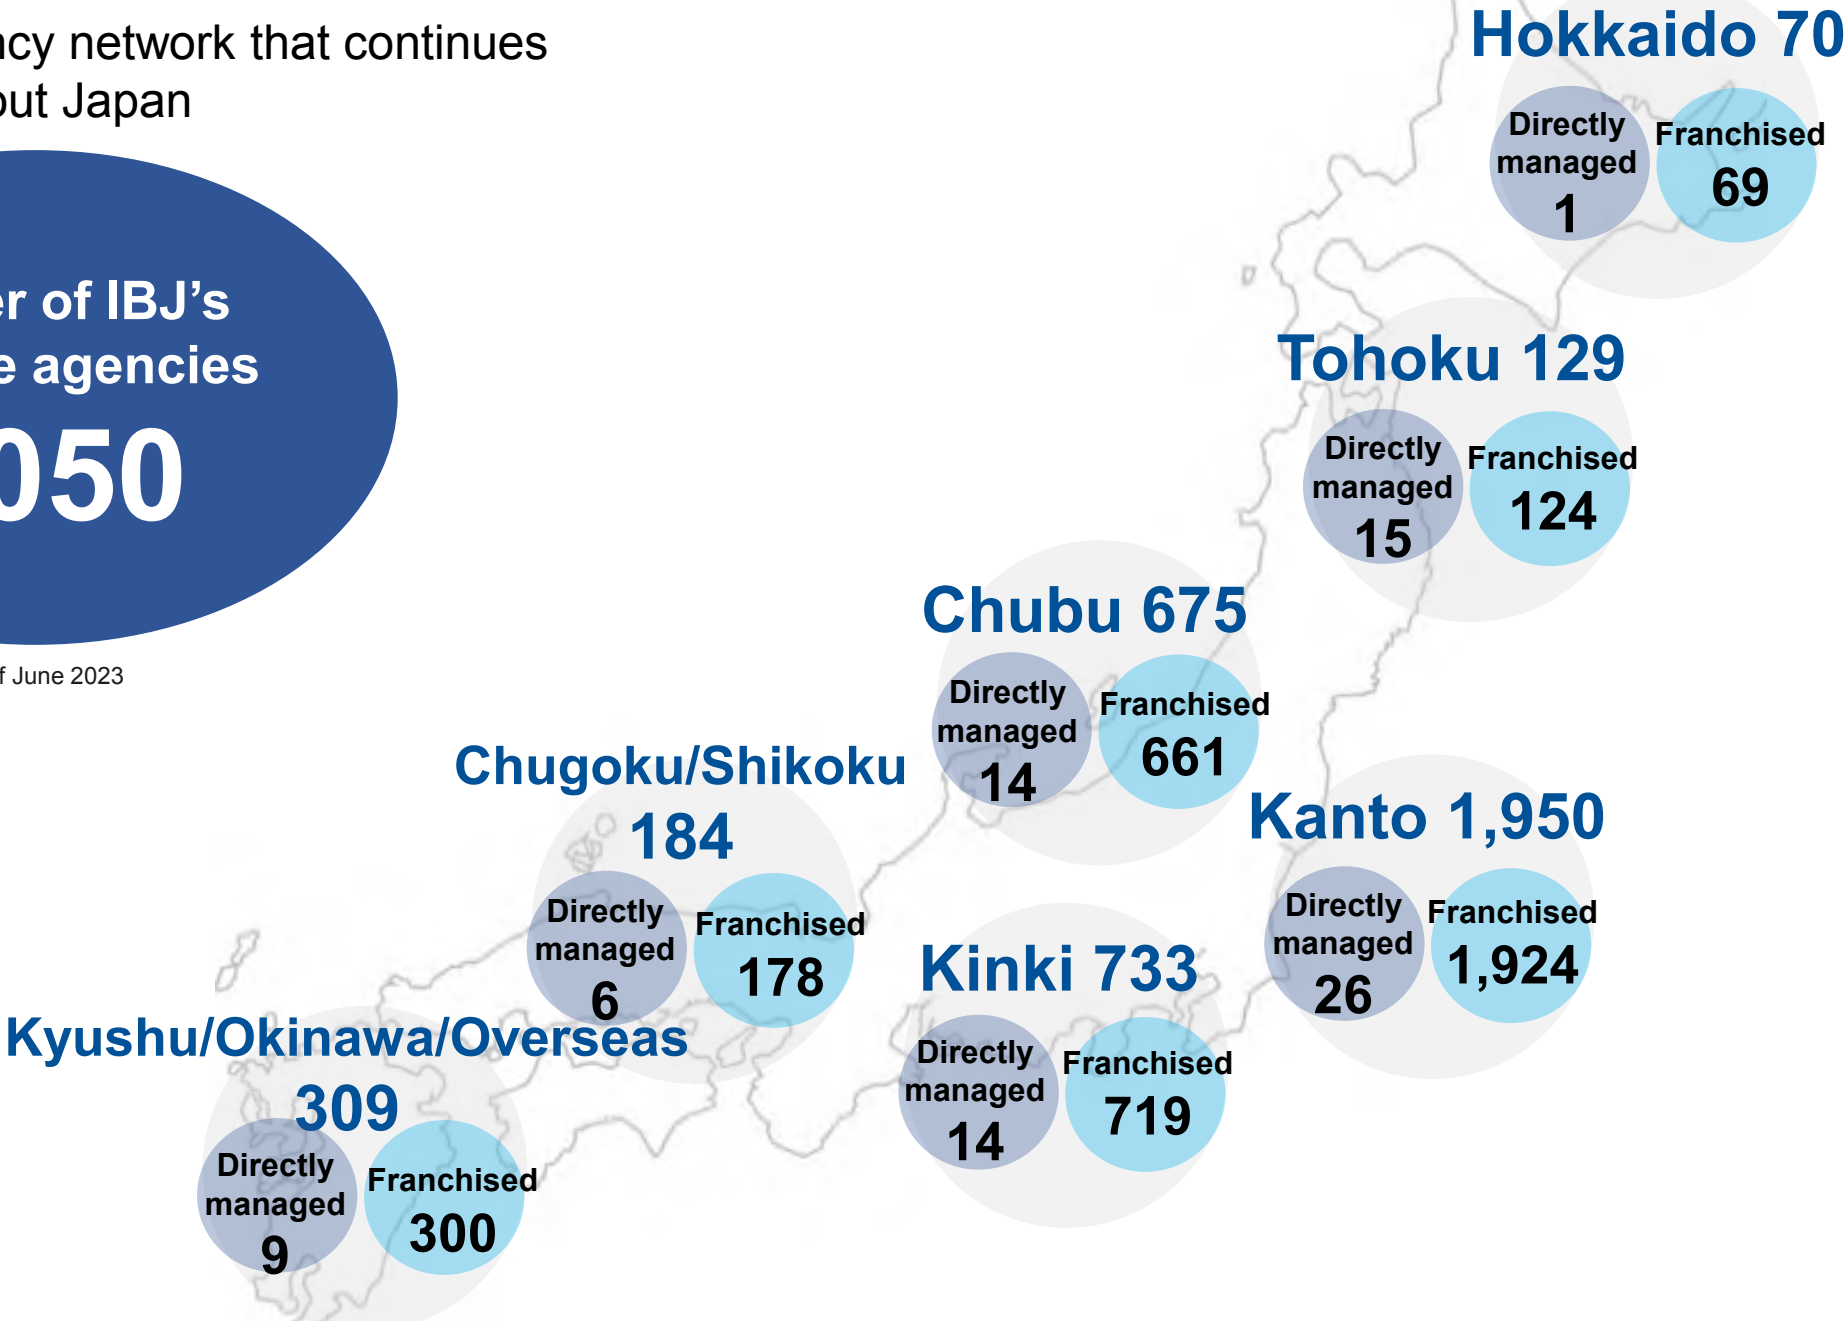 ncy network that continues
out Japan
er of IBJ's
e agencies
050
f June 2023
Hokkaido 70
Directly
managed
1
Franchised
69
Tohoku 129
Directly
managed
15
Franchised
124
Chubu 675
Directly
managed
14
Franchised
661
Chugoku/Shikoku
184
Directly
managed
6
Franchised
178
Kanto 1,950
Directly
managed
26
Franchised
1,924
Kinki 733
Directly
managed
14
Franchised
719
Kyushu/Okinawa/Overseas
309
Directly
managed
9
Franchised
300